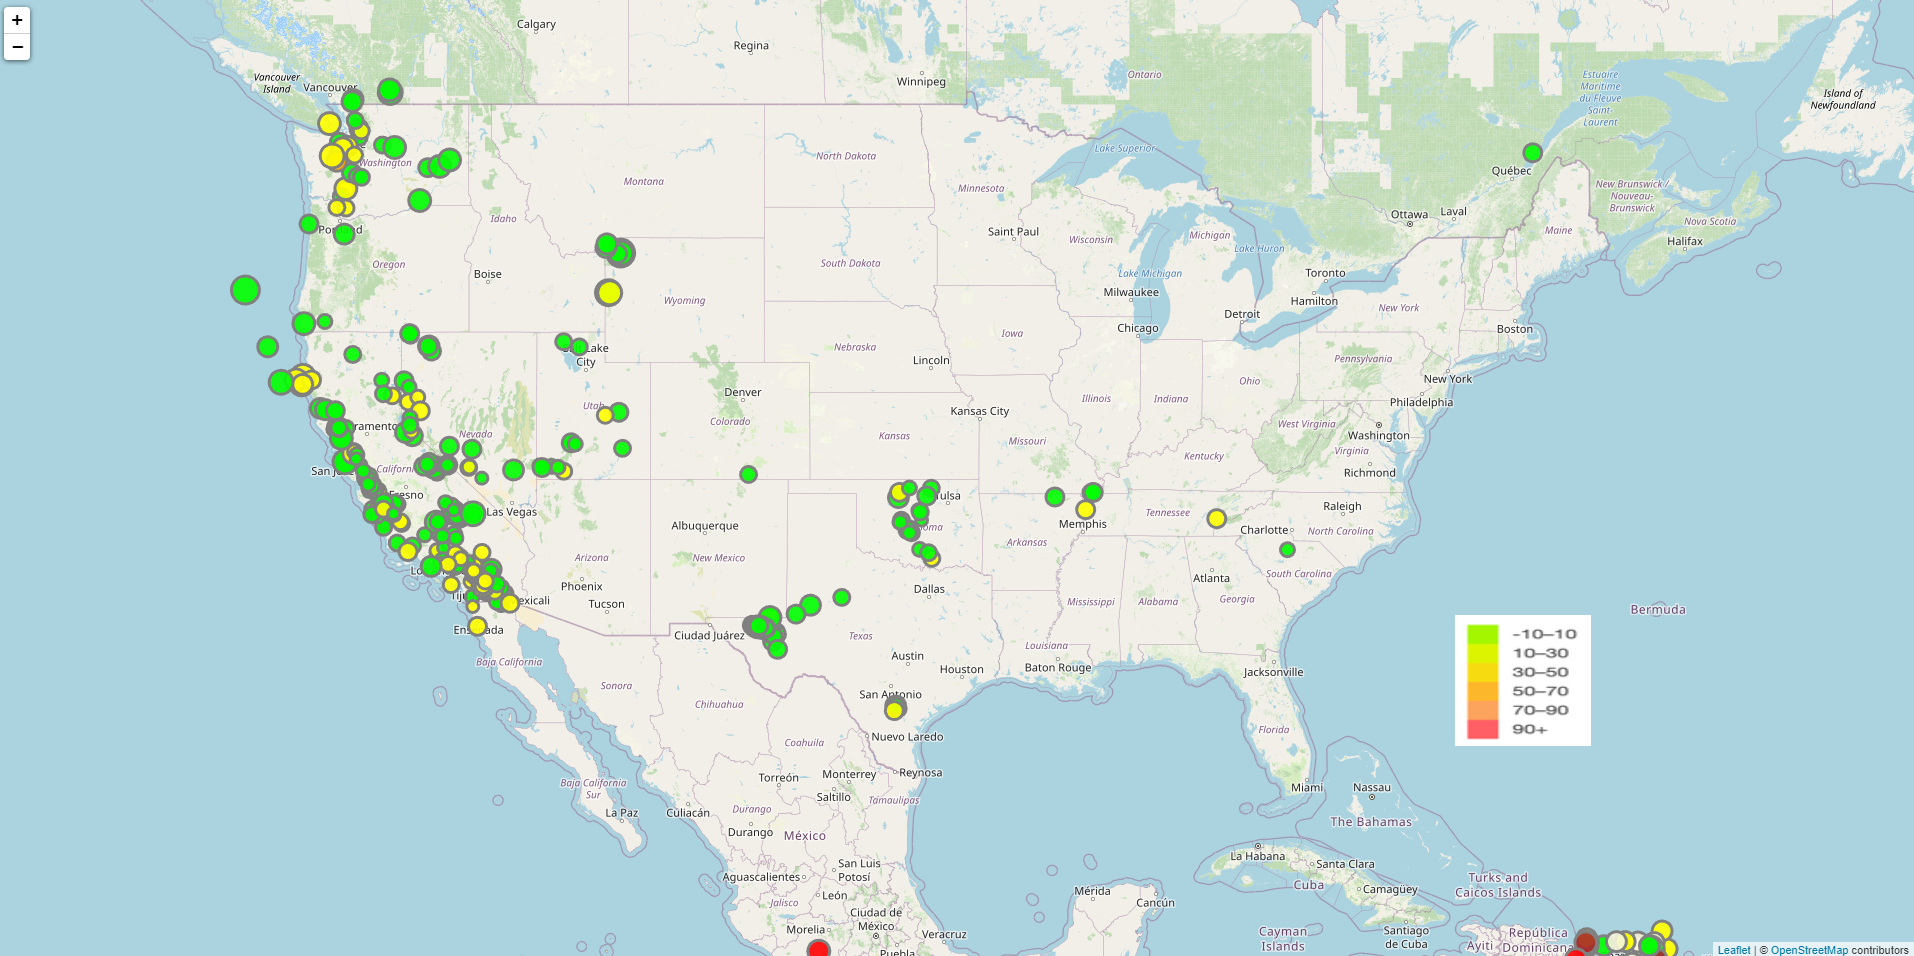 +
−
Calgary
Regina
Winnipeg
Ontario
Vancouver
Island
Vancouver
Estuaire
Maritime
du Fleuve
Saint-
Laurent
Island of
Newfoundland
Washington
North Dakota
Lake Superior
Québec
Montana
Minnesota
New Brunswick /
Nouveau-
Brunswick
Idaho
Ottawa
Laval
Nova Scotia
Portland
Saint Paul
Wisconsin
Michigan
Lake Huron
Maine
Halifax
Oregon
Boise
South Dakota
Lake Michigan
Toronto
Wyoming
Milwaukee
Hamilton
New York
Detroit
Chicago
Boston
Iowa
Lake
City
Nebraska
Lincoln
Pennsylvania
Ohio
New York
Denver
Utah
Colorado
Kansas City
Illinois
Indiana
Philadelphia
ramento
Nevada
Kansas
Missouri
West Virginia
Washington
Virginia
San J
California
Kentucky
Richmond
Fresno
Tulsa
Las Vegas
Raleigh
Albuquerque
oma
Memphis
Tennessee
Charlotte
North Carolina
Arkansas
Arizona
New Mexico
Lo
South Carolina
Phoenix
Dallas
Atlanta
Tij
exicali
Tucson
Mississippi
Alabama
Georgia
Bermuda
Ensenada
Ciudad Juárez
Texas
-10–10
10–30
30–50
50–70
70–90
90+
Louisiana
Baja California
Austin
Houston
Baton Rouge
Jacksonville
Sonora
San Antonio
Chihuahua
Florida
Nuevo Laredo
Coahuila
Reynosa
Torreón
Monterrey
Baja California
Sur
Saltillo
Tamaulipas
Miami
Nassau
La Paz
Culiacán
Durango
Durango
México
The Bahamas
La Habana
Santa Clara
San Luis
Potosí
Aguascalientes
Turks and
Caicos Islands
Cuba
Camagüey
Mérida
León
Jalisco
Cancún
Ciudad de
México
Morelia
Veracruz
Puebla
Cayman
Islands
Santiago
de Cuba
Ayiti
República
Dominicana
Leaflet | © OpenStreetMap contributors